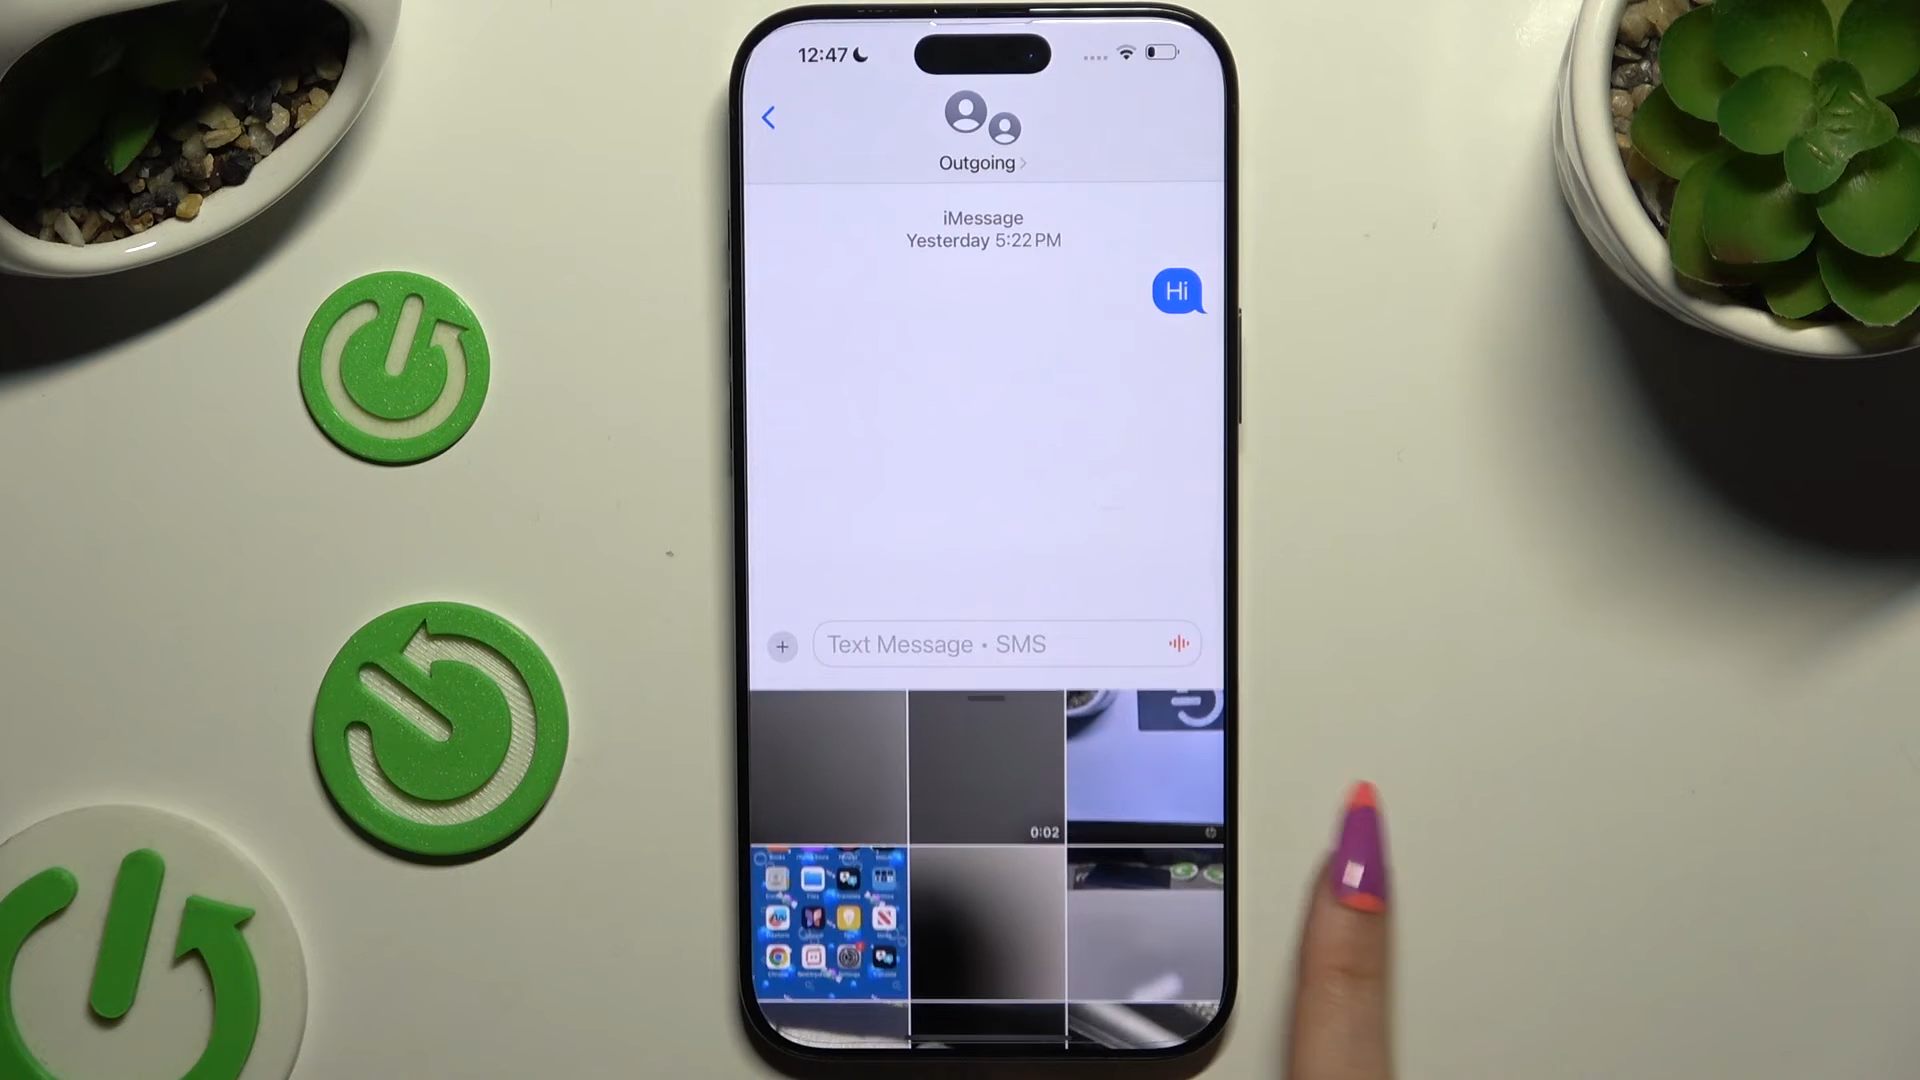 12:47
Outgoing
iMessage
Yesterday 5:22 PM
Hi
Text Message • SMS
0:02